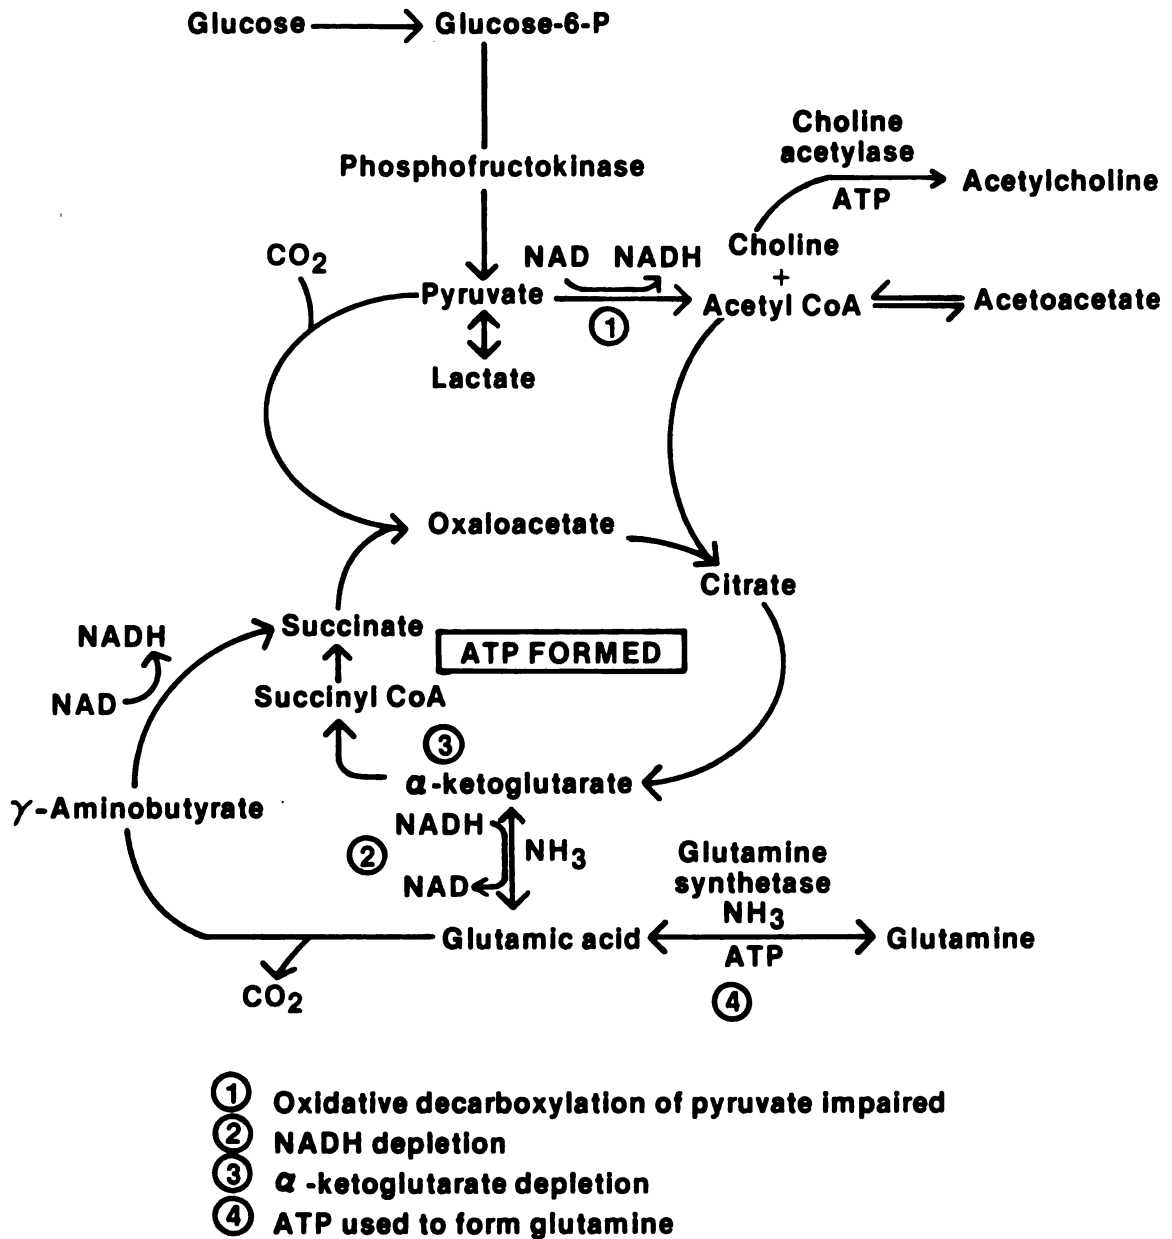 Glucose
Glucose-6-P
Phosphofructokinase
Choline
acetylase
ATP
Acetylcholine
CO2
NAD
NADH
Choline
+
Pyruvate
Acetyl CoA
Acetoacetate
1
Lactate
Oxaloacetate
Citrate
NADH
Succinate
ATP FORMED
NAD
Succinyl CoA
3
α-ketoglutarate
γ-Aminobutyrate
NADH
2
NH3
NAD
Glutamine
synthetase
NH3
Glutamic acid
ATP
Glutamine
CO2
4
1 Oxidative decarboxylation of pyruvate impaired
2 NADH depletion
3 α-ketoglutarate depletion
4 ATP used to form glutamine